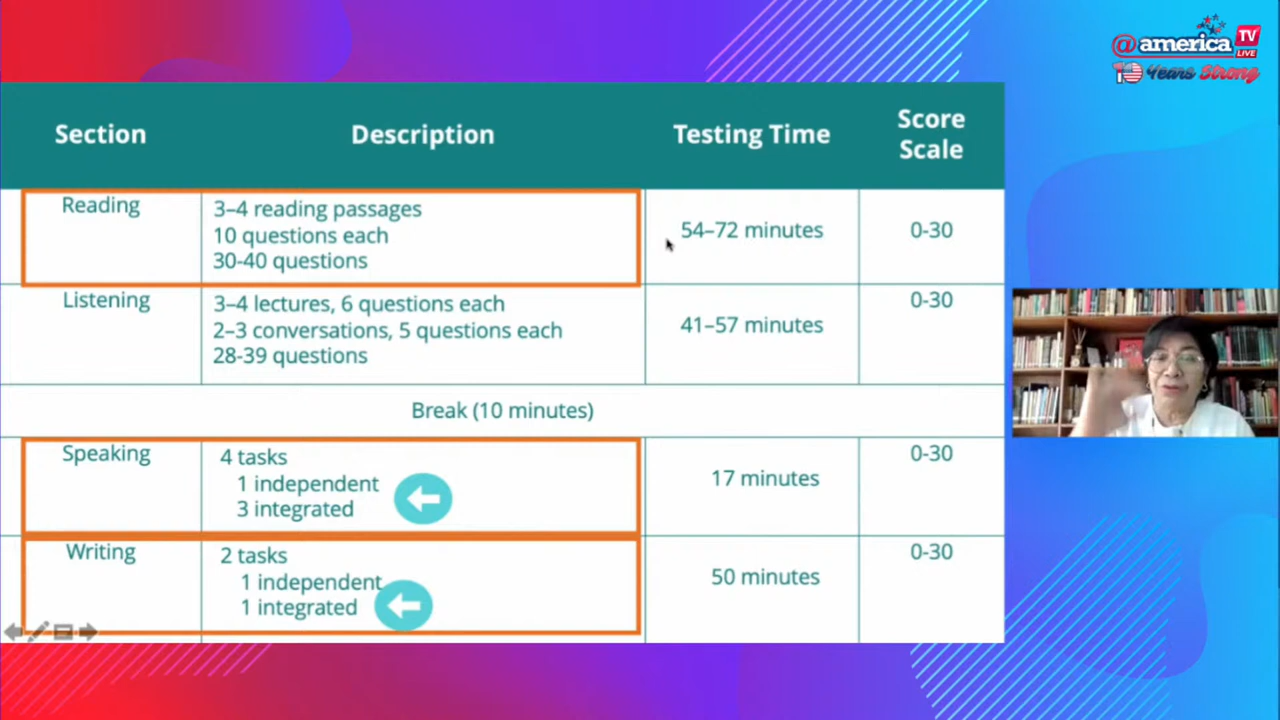 @america TV
LIVE
10 Years Strong
Section Description Testing Time Score Scale
Reading
3–4 reading passages
10 questions each
30-40 questions
54–72 minutes
0-30
Listening
3–4 lectures, 6 questions each
2–3 conversations, 5 questions each
28-39 questions
41–57 minutes
0-30
Break (10 minutes)
Speaking
4 tasks
1 independent
3 integrated
17 minutes
0-30
Writing
2 tasks
1 independent
1 integrated
50 minutes
0-30